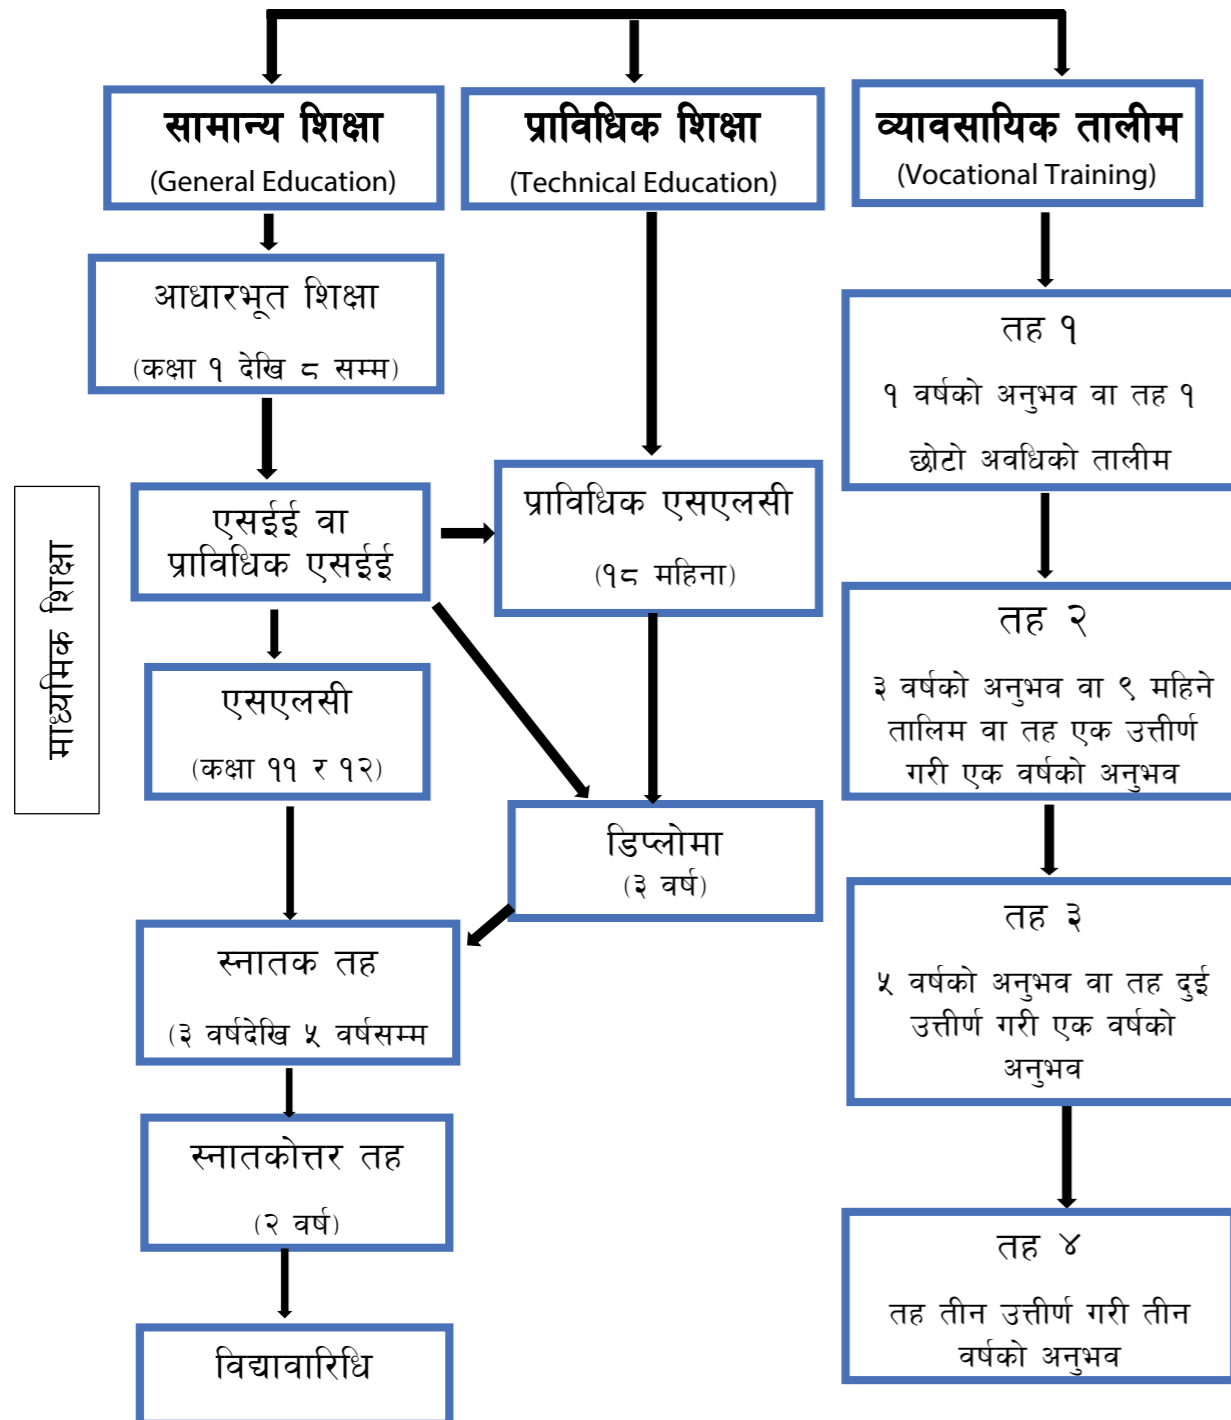 सामान्य शिक्षा
(General Education)
प्राविधिक शिक्षा
(Technical Education)
व्यावसायिक तालीम
(Vocational Training)
आधारभूत शिक्षा
(कक्षा १ देखि ८ सम्म)
तह १
१ वर्षको अनुभव वा तह १
छोटो अवधिको तालीम
माध्यमिक शिक्षा
एसईई वा
प्राविधिक एसईई
प्राविधिक एसएलसी
(१८ महिना)
तह २
३ वर्षको अनुभव वा ९ महिने
तालिम वा तह एक उत्तीर्ण
गरी एक वर्षको अनुभव
एसएलसी
(कक्षा ११ र १२)
डिप्लोमा
(३ वर्ष)
तह ३
५ वर्षको अनुभव वा तह दुई
उत्तीर्ण गरी एक वर्षको
अनुभव
स्नातक तह
(३ वर्षदेखि ५ वर्षसम्म
स्नातकोत्तर तह
(२ वर्ष)
तह ४
तह तीन उत्तीर्ण गरी तीन
वर्षको अनुभव
विद्यावारिधि